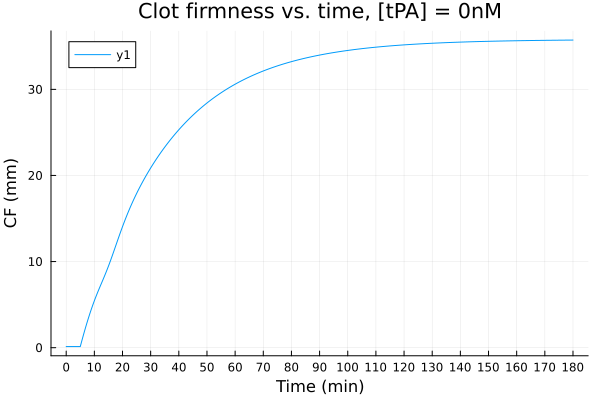 Clot firmness vs. time, [tPA] = 0nM
y1
30
20
10
0
CF (mm)
0 10 20 30 40 50 60 70 80 90 100 110 120 130 140 150 160 170 180
Time (min)